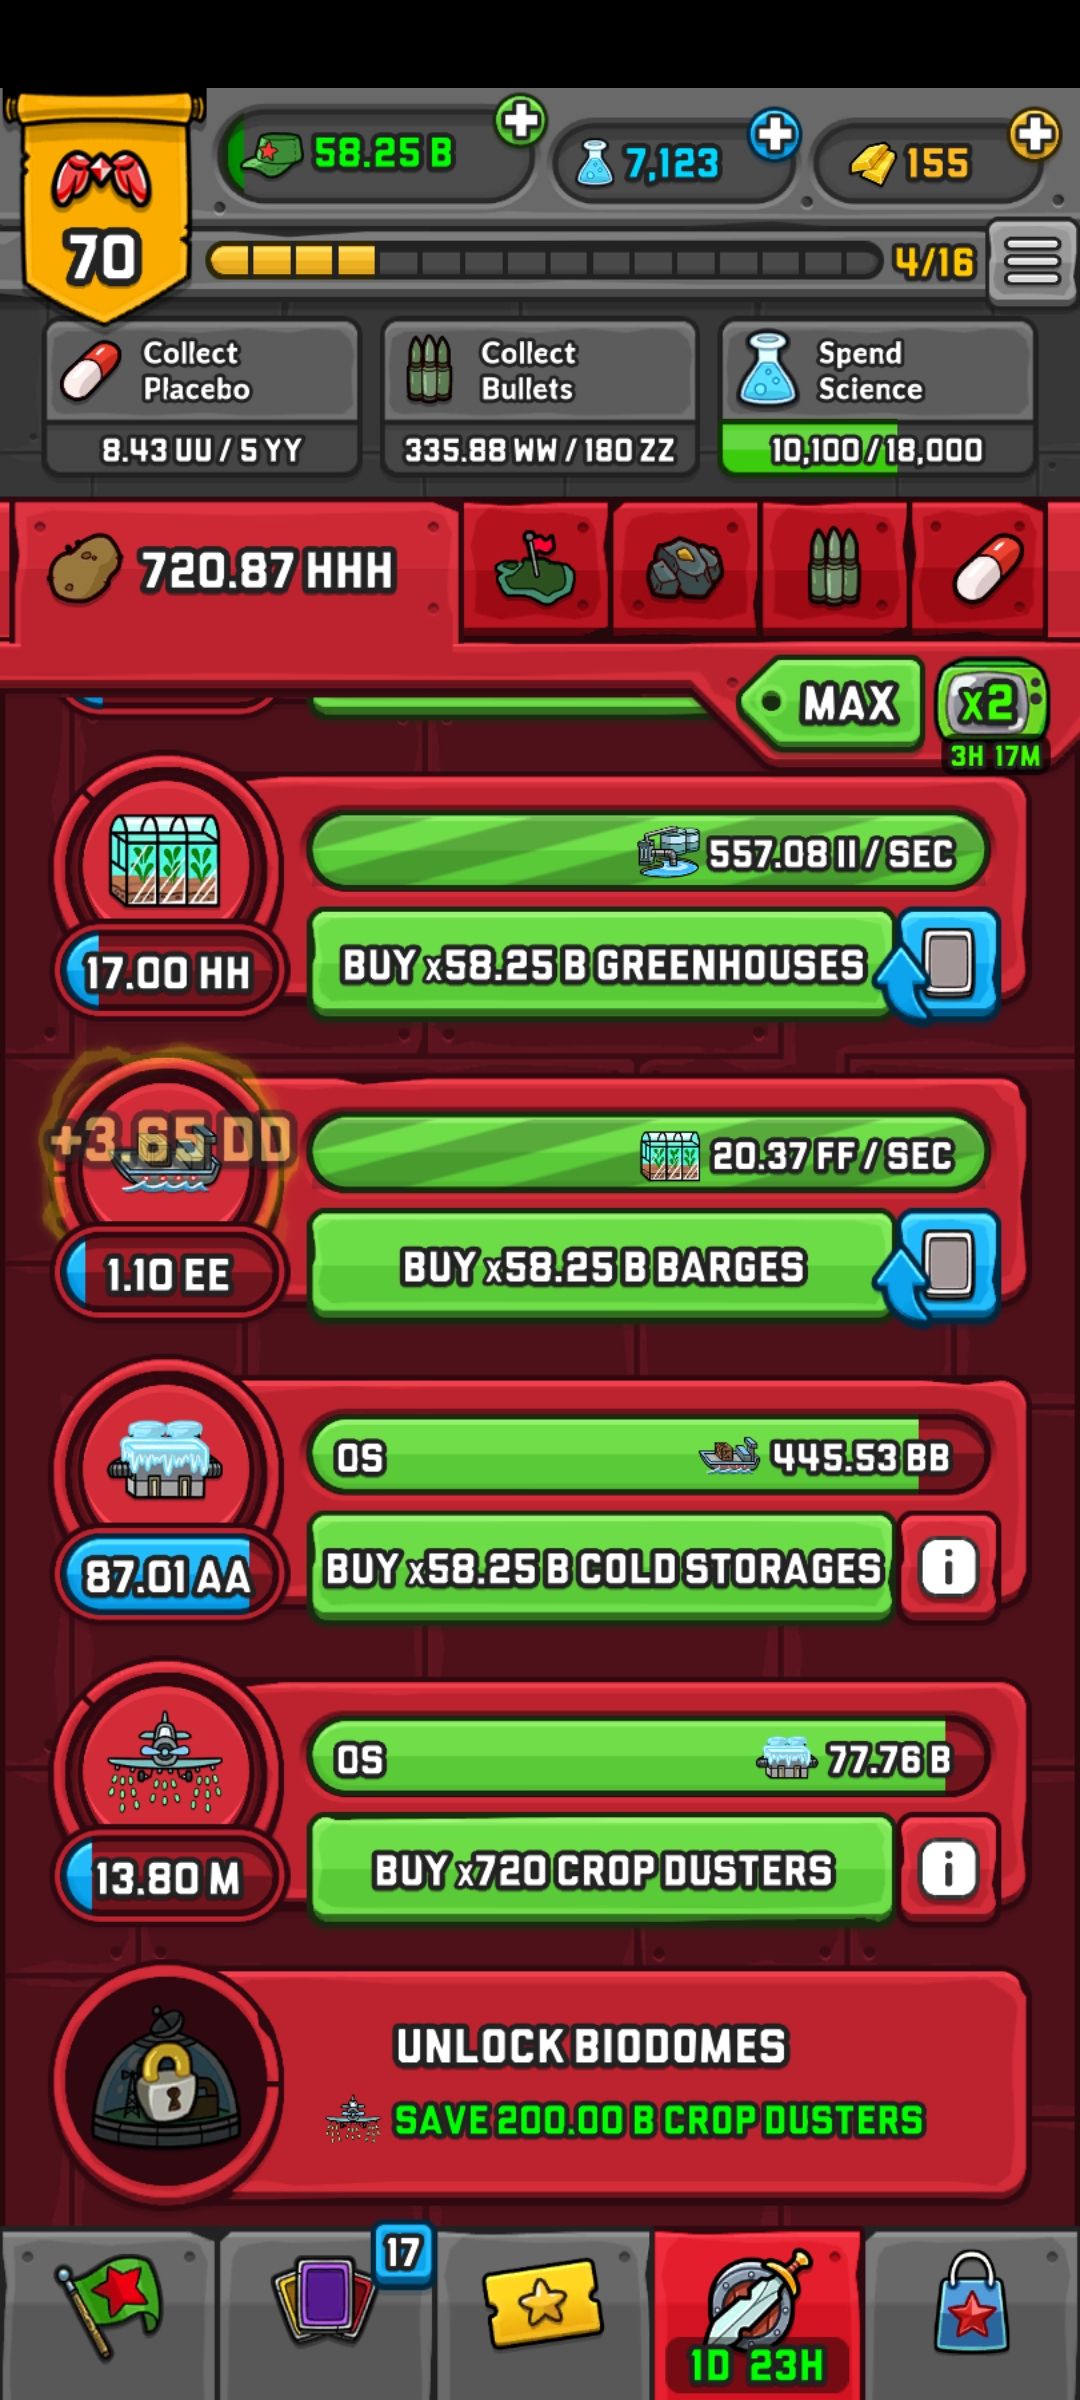 58.25 B
7,123
155
70
4/16
Collect
Placebo
8.43 UU / 5 YY
Collect
Bullets
335.88 WW / 180 ZZ
Spend
Science
10,100 / 18,000
720.87 HHH
MAX
x2
3H 17M
557.08 II / SEC
17.00 HH
BUY x58.25 B GREENHOUSES
+3.65 DD
20.37 FF / SEC
1.10 EE
BUY x58.25 B BARGES
0S
445.53 BB
87.01 AA
BUY x58.25 B COLD STORAGES
i
0S
77.76 B
13.80 M
BUY x720 CROP DUSTERS
i
UNLOCK BIODOMES
SAVE 200.00 B CROP DUSTERS
17
1D 23H